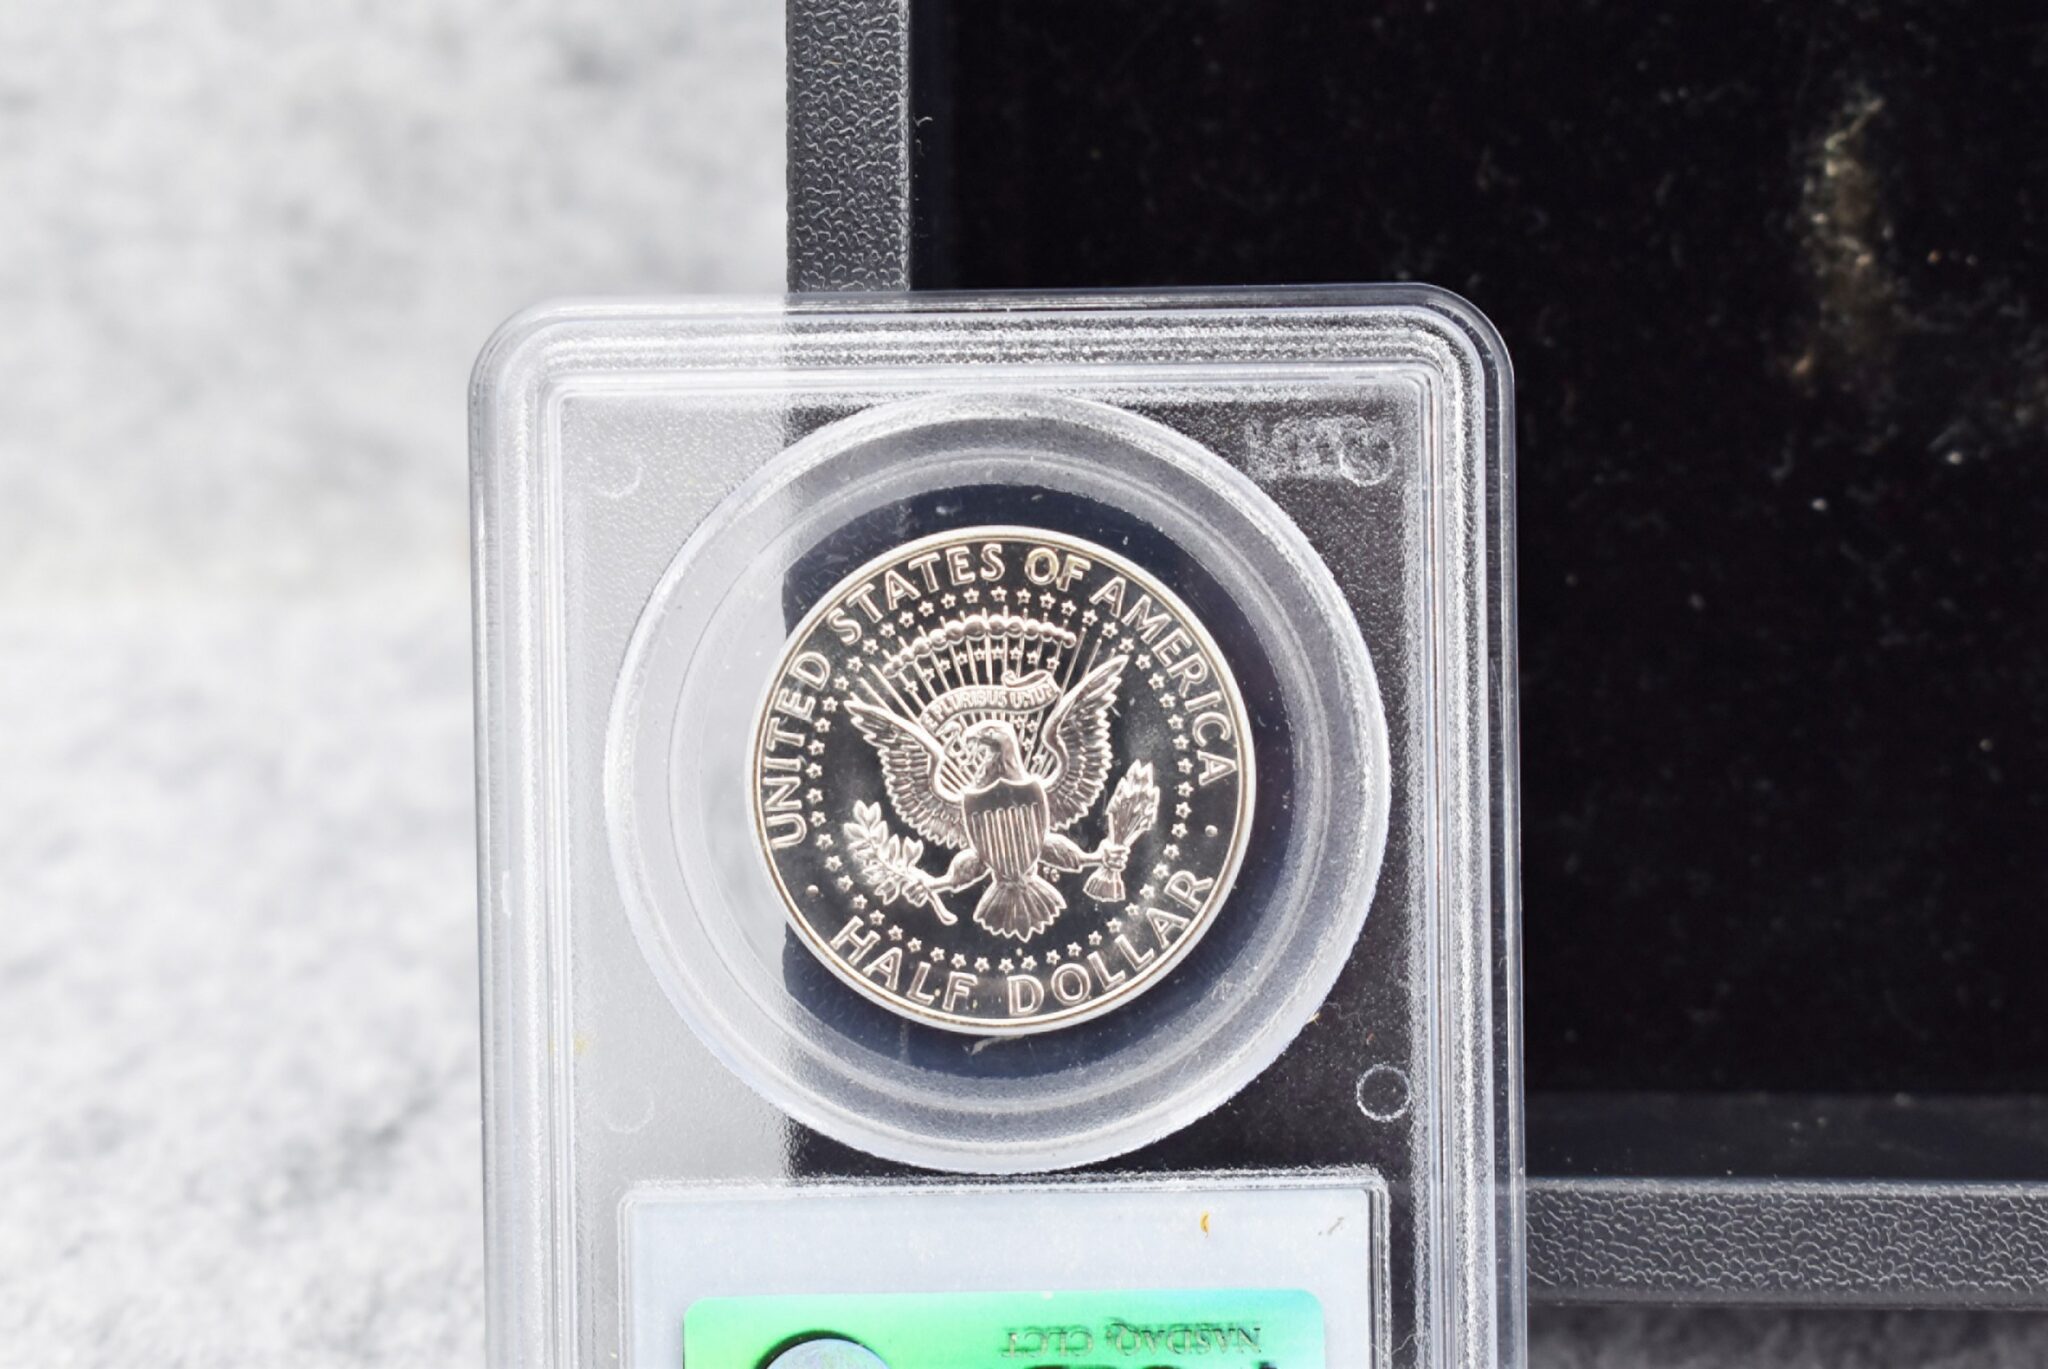 UNITED STATES OF AMERICA
E PLURIBUS UNUM
HALF DOLLAR
NASDAQ: CLCT